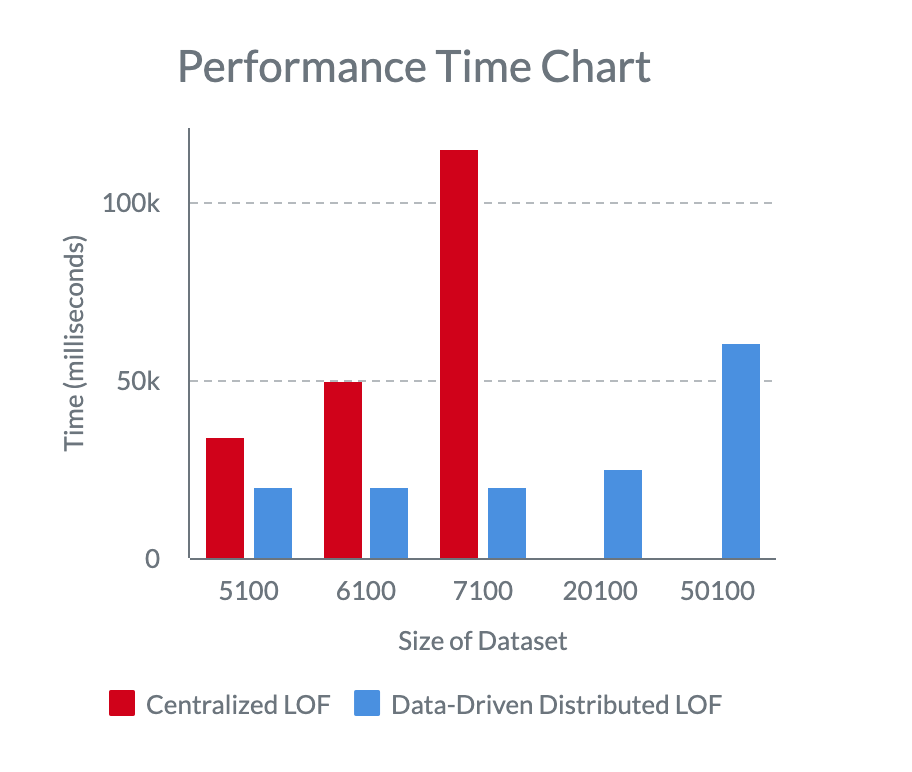 Performance Time Chart
100k
50k
0
Time (milliseconds)
5100 6100 7100 20100 50100
Size of Dataset
Centralized LOF Data-Driven Distributed LOF